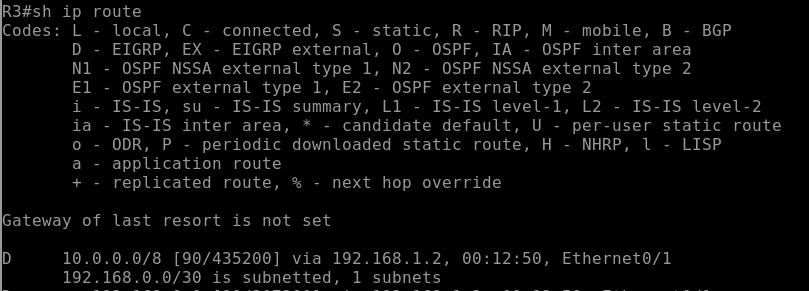 R3#sh ip route
Codes: L - local, C - connected, S - static, R - RIP, M - mobile, B - BGP
D - EIGRP, EX - EIGRP external, O - OSPF, IA - OSPF inter area
N1 - OSPF NSSA external type 1, N2 - OSPF NSSA external type 2
E1 - OSPF external type 1, E2 - OSPF external type 2
i - IS-IS, su - IS-IS summary, L1 - IS-IS level-1, L2 - IS-IS level-2
ia - IS-IS inter area, * - candidate default, U - per-user static route
o - ODR, P - periodic downloaded static route, H - NHRP, l - LISP
a - application route
+ - replicated route, % - next hop override
Gateway of last resort is not set
D 10.0.0.0/8 [90/435200] via 192.168.1.2, 00:12:50, Ethernet0/1
192.168.0.0/30 is subnetted, 1 subnets